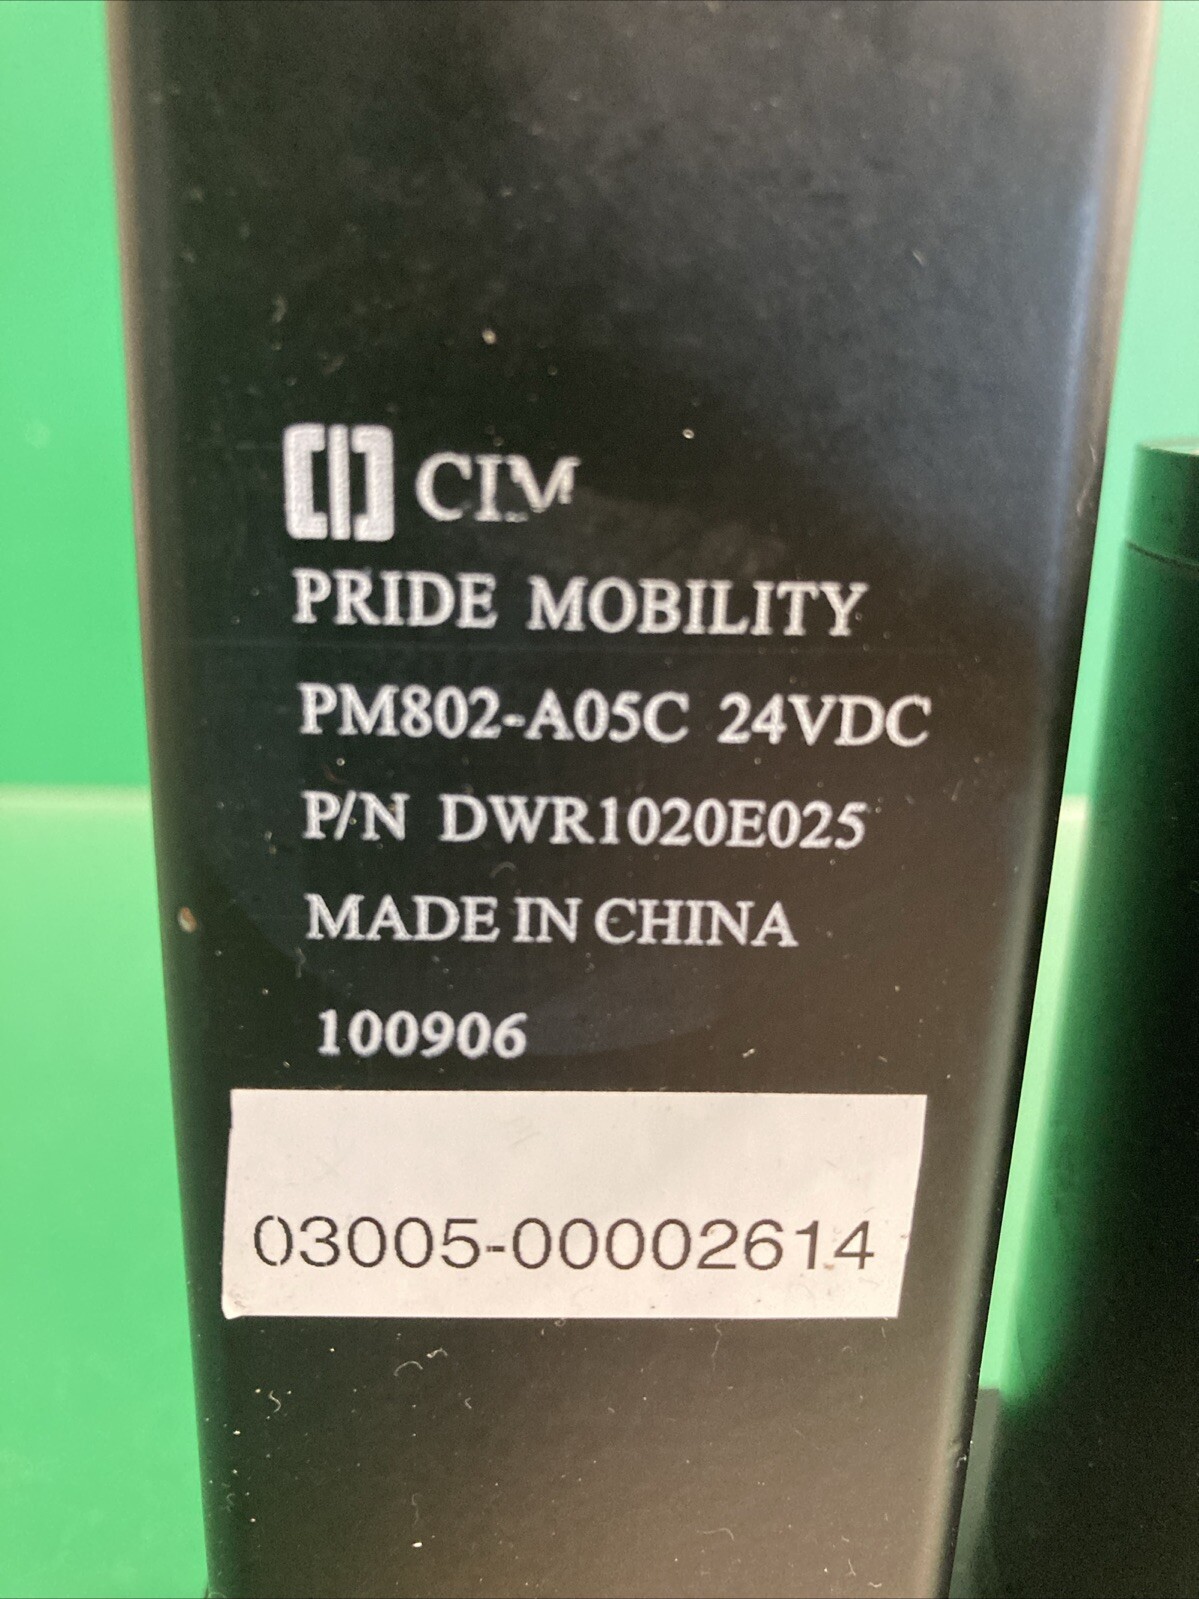 CIM
PRIDE MOBILITY
PM802-A05C 24VDC
P/N DWR1020E025
MADE IN CHINA
100906
03005-00002614